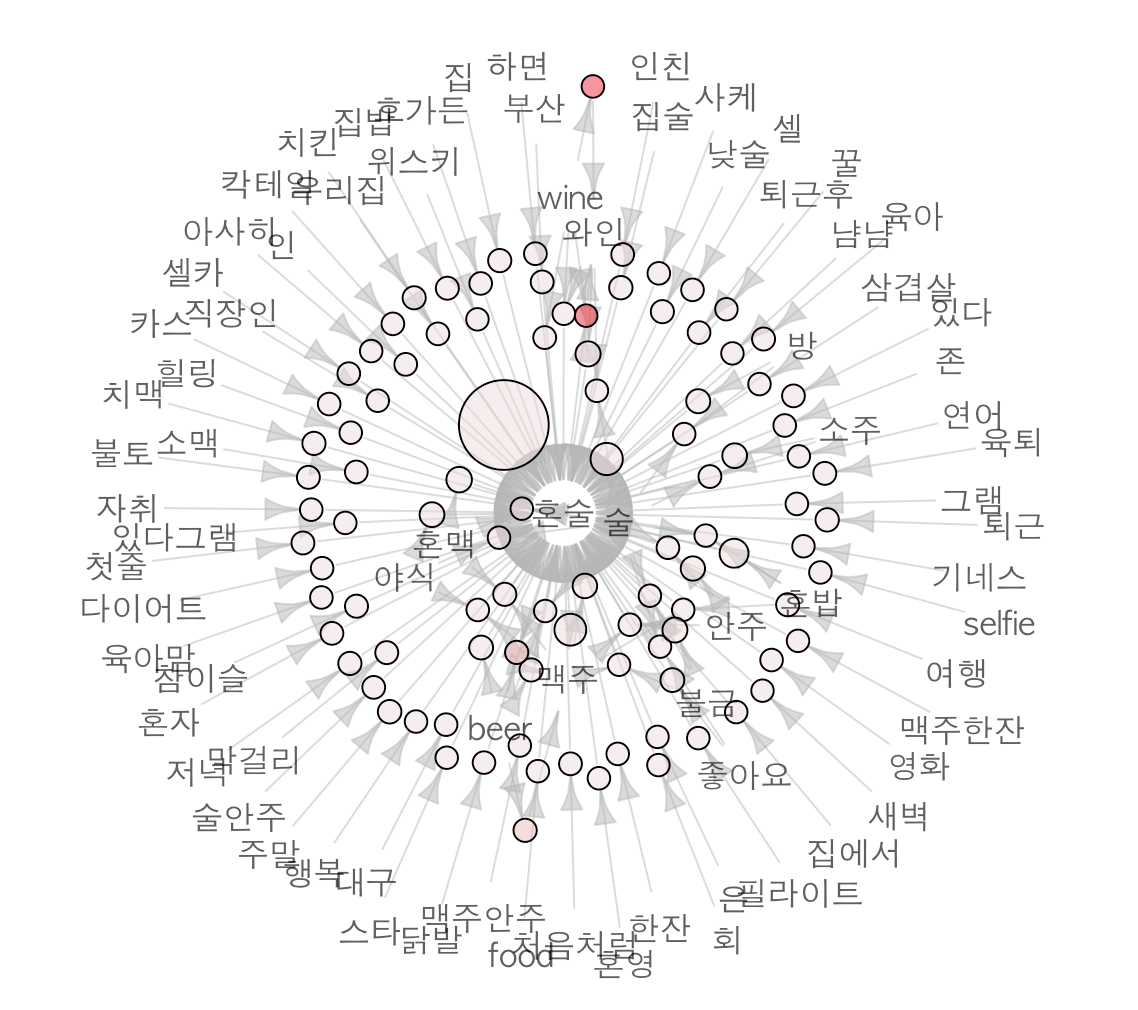 집 하면 인친
호가든 부산 집술 사케
집밥 셀
치킨 위스키 낮술 꿀
칵테일 우리집 wine 퇴근후
아사히 인 와인 냠냠 육아
셀카 삼겹살
카스 직장인 있다
힐링 방 존
치맥 연어
불토 소맥 소주 육퇴
자취 혼술 술 그램
있다그램 혼맥 퇴근
첫줄 야식 기네스
다이어트 혼밥 selfie
육아맘 안주
참이슬 맥주 여행
혼자 beer 불금 맥주한잔
저녁 막걸리 좋아요 영화
술안주 새벽
주말 집에서
행복 대구 은 필라이트
스타 닭발 맥주안주 한잔 회
food 처음처럼 혼영